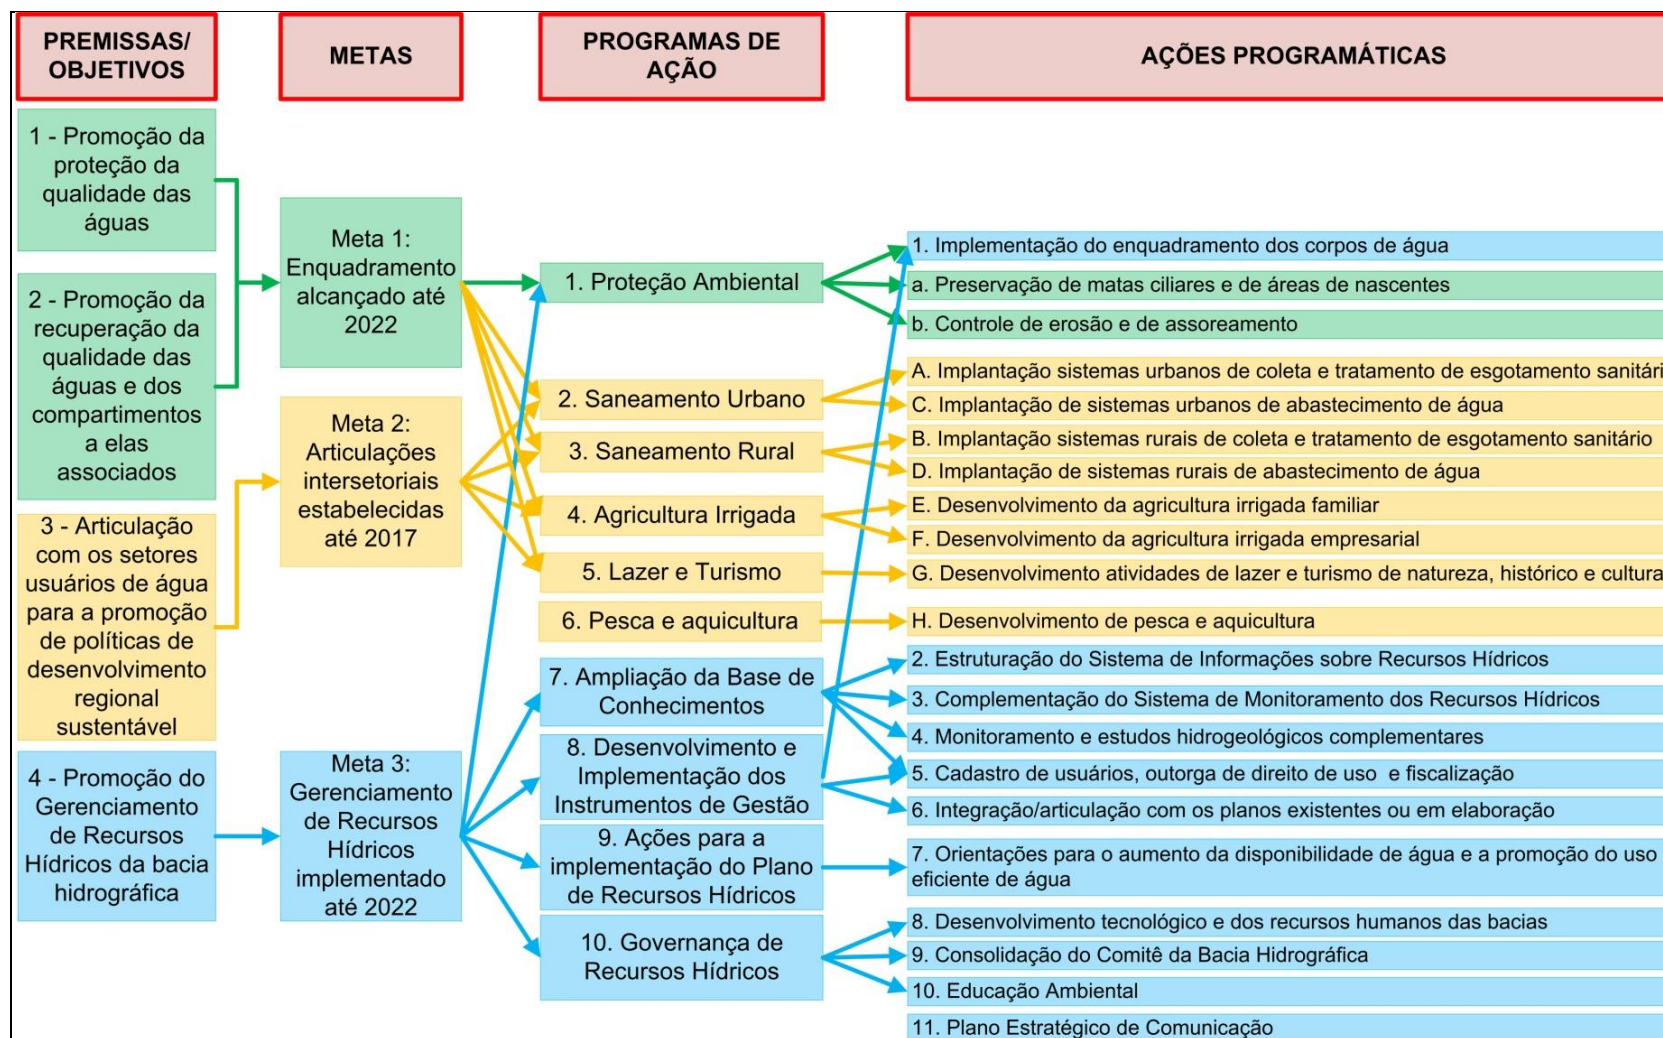 PREMISSAS/
OBJETIVOS
METAS
PROGRAMAS DE
AÇÃO
AÇÕES PROGRAMÁTICAS
1 - Promoção da
proteção da
qualidade das
águas
2 - Promoção da
recuperação da
qualidade das
águas e dos
compartimentos
a elas
associados
3 - Articulação
com os setores
usuários de água
para a promoção
de políticas de
desenvolvimento
regional
sustentável
4 - Promoção do
Gerenciamento
de Recursos
Hídricos da bacia
hidrográfica
Meta 1:
Enquadramento
alcançado até
2022
Meta 2:
Articulações
intersetoriais
estabelecidas
até 2017
Meta 3:
Gerenciamento
de Recursos
Hídricos
implementado
até 2022
1. Proteção Ambiental
2. Saneamento Urbano
3. Saneamento Rural
4. Agricultura Irrigada
5. Lazer e Turismo
6. Pesca e aquicultura
7. Ampliação da Base de
Conhecimentos
8. Desenvolvimento e
Implementação dos
Instrumentos de Gestão
9. Ações para a
implementação do Plano
de Recursos Hídricos
10. Governança de
Recursos Hídricos
1. Implementação do enquadramento dos corpos de água
a. Preservação de matas ciliares e de áreas de nascentes
b. Controle de erosão e de assoreamento
A. Implantação sistemas urbanos de coleta e tratamento de esgotamento sanitári
C. Implantação de sistemas urbanos de abastecimento de água
B. Implantação sistemas rurais de coleta e tratamento de esgotamento sanitário
D. Implantação de sistemas rurais de abastecimento de água
E. Desenvolvimento da agricultura irrigada familiar
F. Desenvolvimento da agricultura irrigada empresarial
G. Desenvolvimento atividades de lazer e turismo de natureza, histórico e cultura
H. Desenvolvimento de pesca e aquicultura
2. Estruturação do Sistema de Informações sobre Recursos Hídricos
3. Complementação do Sistema de Monitoramento dos Recursos Hídricos
4. Monitoramento e estudos hidrogeológicos complementares
5. Cadastro de usuários, outorga de direito de uso e fiscalização
6. Integração/articulação com os planos existentes ou em elaboração
7. Orientações para o aumento da disponibilidade de água e a promoção do uso
eficiente de água
8. Desenvolvimento tecnológico e dos recursos humanos das bacias
9. Consolidação do Comitê da Bacia Hidrográfica
10. Educação Ambiental
11. Plano Estratégico de Comunicação